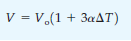 V = V₀(1 + 3αΔT)